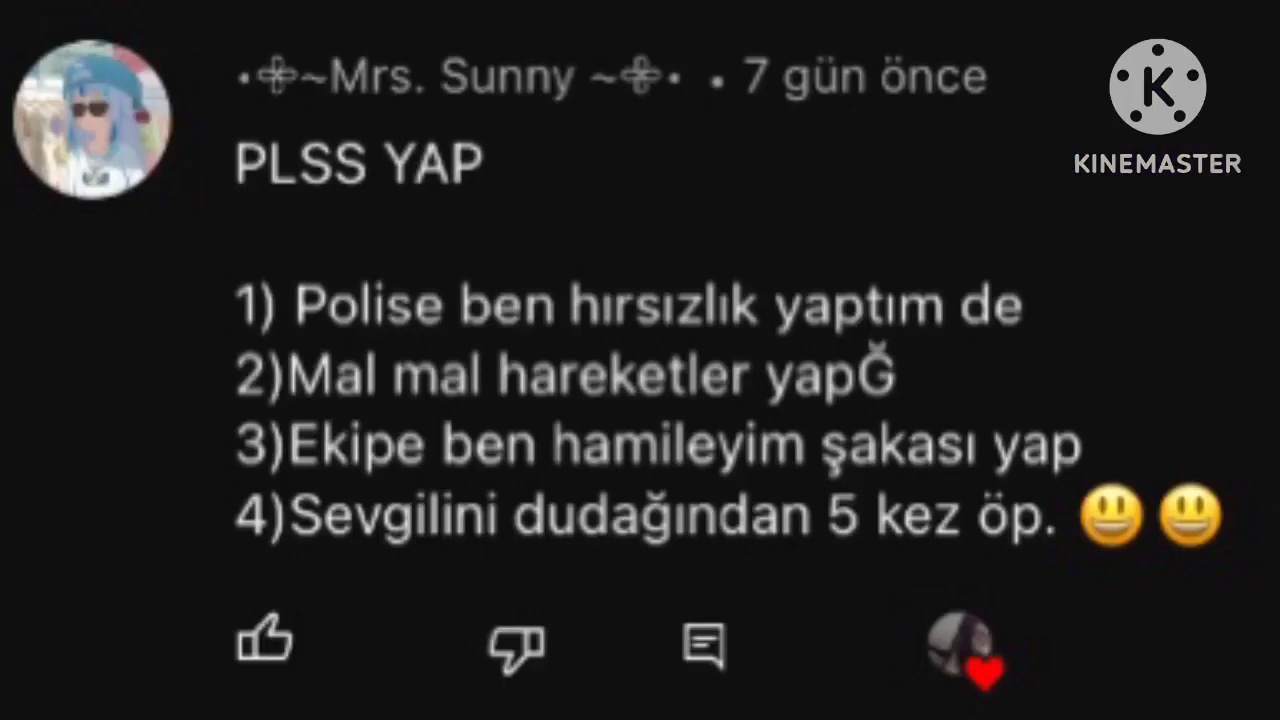 •~Mrs. Sunny ~• • 7 gün önce
KINEMASTER
PLSS YAP
1) Polise ben hırsızlık yaptım de
2)Mal mal hareketler yapĞ
3)Ekipe ben hamileyim şakası yap
4)Sevgilini dudağından 5 kez öp. 😃 😃